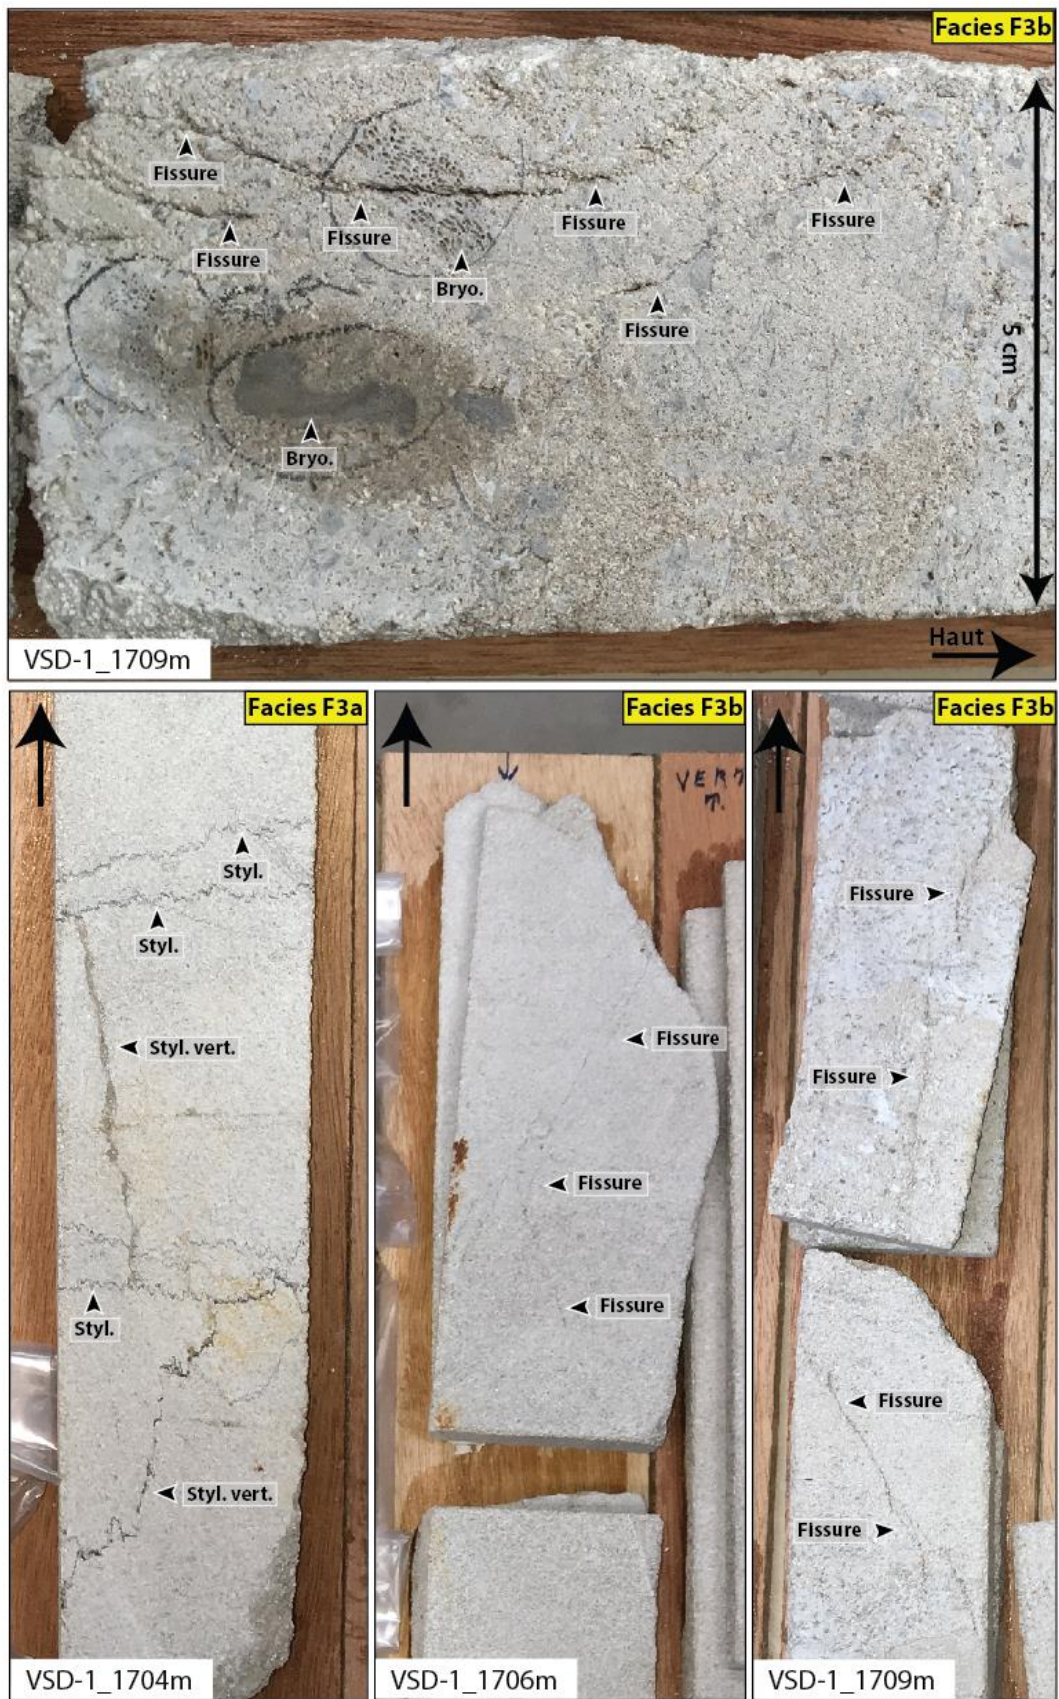 Facies F3b
Fissure
Fissure
Fissure
Fissure
Fissure
Bryo.
Fissure
Bryo.
5 cm
Haut
VSD-1_1709m
Facies F3a
Styl.
Styl.
Styl. vert.
Styl.
Styl. vert.
VSD-1_1704m
Facies F3b
VERT
T.
Fissure
Fissure
Fissure
VSD-1_1706m
Facies F3b
Fissure
Fissure
Fissure
Fissure
VSD-1_1709m